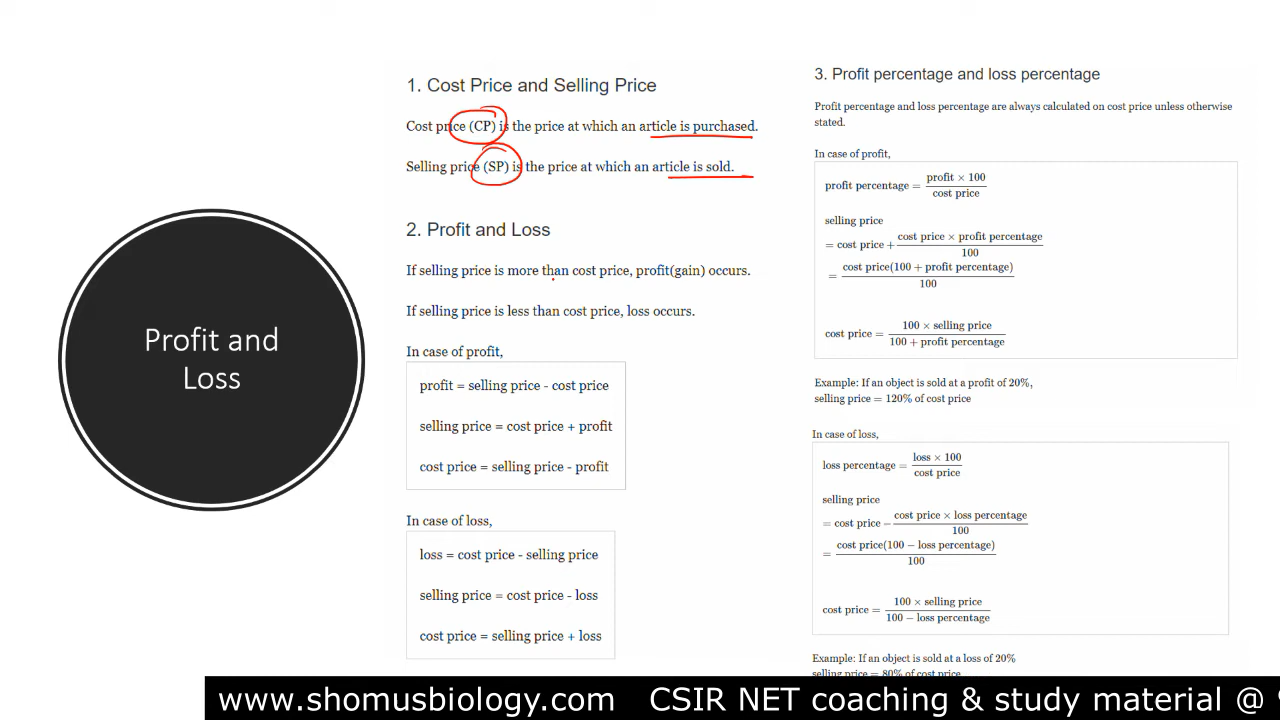 Profit and
Loss
1. Cost Price and Selling Price
Cost price (CP) is the price at which an article is purchased.
Selling price (SP) is the price at which an article is sold.
2. Profit and Loss
If selling price is more than cost price, profit(gain) occurs.
If selling price is less than cost price, loss occurs.
In case of profit,
profit = selling price - cost price
selling price = cost price + profit
cost price = selling price - profit
In case of loss,
loss = cost price - selling price
selling price = cost price - loss
cost price = selling price + loss
3. Profit percentage and loss percentage
Profit percentage and loss percentage are always calculated on cost price unless otherwise
stated.
In case of profit,
profit percentage = profit × 100 / cost price
selling price
= cost price + cost price × profit percentage / 100
= cost price(100 + profit percentage) / 100
cost price = 100 × selling price / 100 + profit percentage
Example: If an object is sold at a profit of 20%,
selling price = 120% of cost price
In case of loss,
loss percentage = loss × 100 / cost price
selling price
= cost price − cost price × loss percentage / 100
= cost price(100 − loss percentage) / 100
cost price = 100 × selling price / 100 − loss percentage
Example: If an object is sold at a loss of 20%
selling price = 80% of cost price
www.shomusbiology.com CSIR NET coaching & study material @